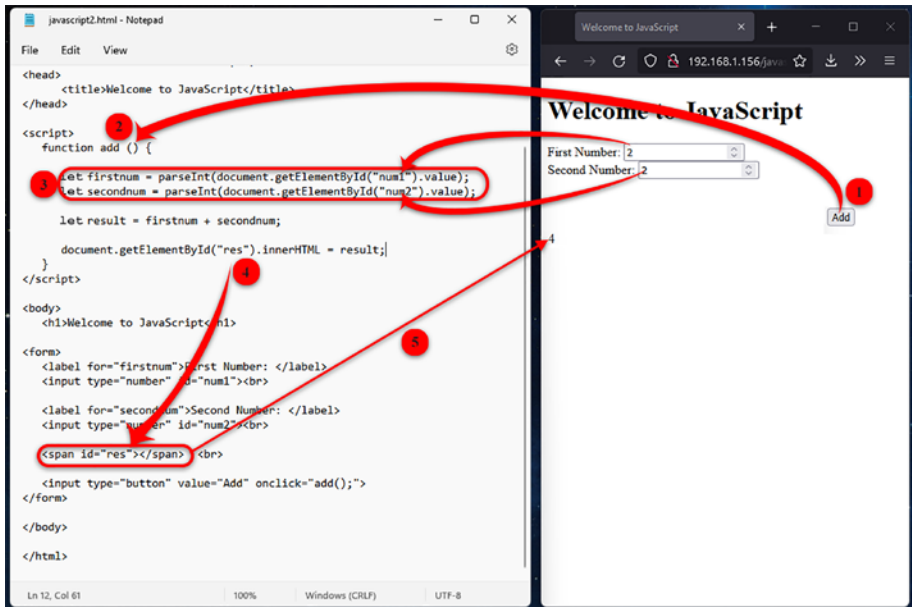 javascript2.html - Notepad
File Edit View
<head>
<title>Welcome to JavaScript</title>
</head>
<script>
function add () {
let firstnum = parseInt(document.getElementById("num1").value);
let secondnum = parseInt(document.getElementById("num2").value);
let result = firstnum + secondnum;
document.getElementById("res").innerHTML = result;
}
</script>
<body>
<h1>Welcome to JavaScript</h1>
<form>
<label for="firstnum">First Number: </label>
<input type="number" id="num1"><br>
<label for="secondnum">Second Number: </label>
<input type="number" id="num2"><br>
<span id="res"></span> <br>
<input type="button" value="Add" onclick="add();">
</form>
</body>
</html>
Ln 12, Col 61 100% Windows (CRLF) UTF-8
2
3
4
5
Welcome to JavaScript
192.168.1.156/java
Welcome to JavaScript
First Number: 2
Second Number: 2
1
Add
4